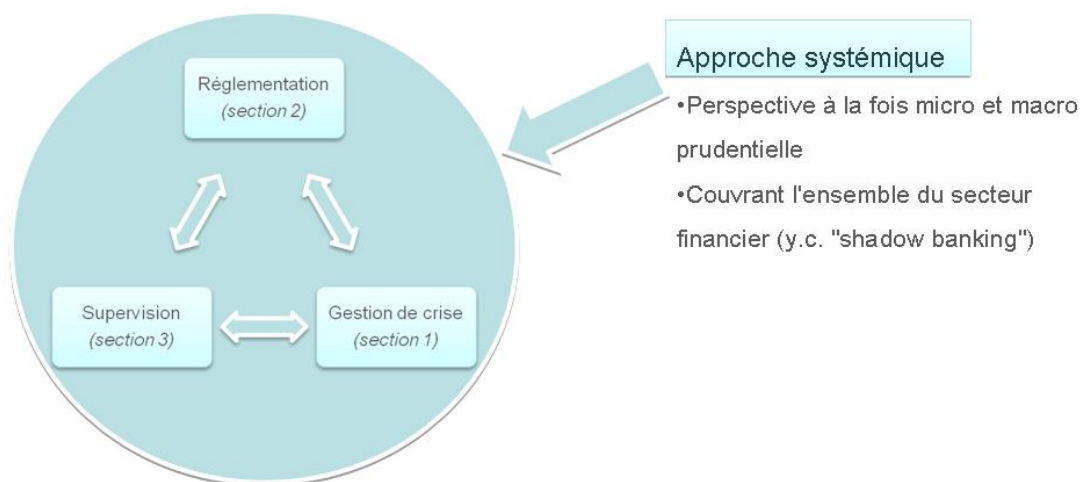 Réglementation
(section 2)
Supervision
(section 3)
Gestion de crise
(section 1)
Approche systémique
•Perspective à la fois micro et macro
prudentielle
•Couvrant l'ensemble du secteur
financier (y.c. "shadow banking")